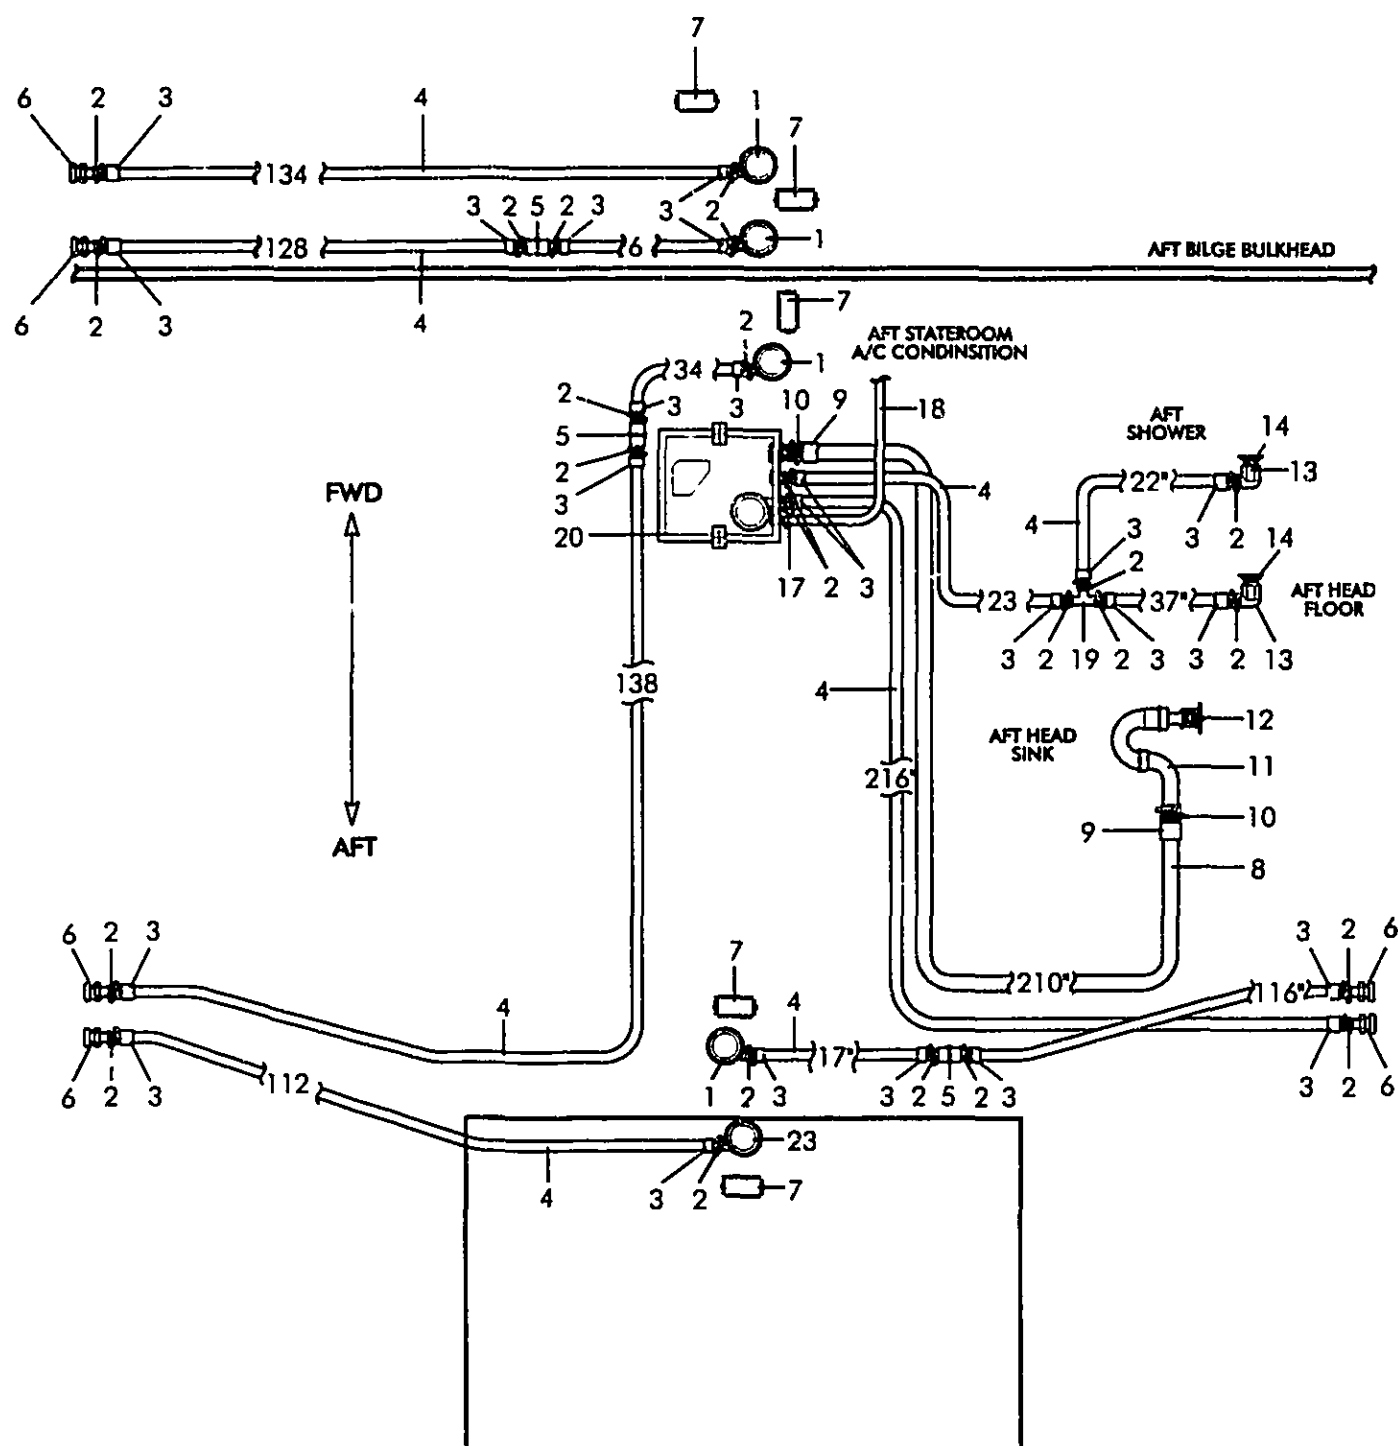 7
6 2 3 4 1
7
134
3 2 5 2 3 3 2
128 6 1
AFT BILGE BULKHEAD
6 2 3 4 7
2 AFT STATEROOM
A/C CONDINSITION
34 1
2 3 3 10 9 18
5
2
3
20
17 2 3
4
AFT
SHOWER
14
22" 13
4 3 3 2
2
14
23 37" AFT HEAD
FLOOR
3 2 19 2 3 3 2 13
FWD
AFT
138
4
216"
AFT HEAD
SINK
12
11
10
9
8
6 2 3
4
210"
116"
3 2 6
7
4
17"
6 2 3
112
1 2 3 3 2 5 2 3
3 2 6
23
4 3 2 7